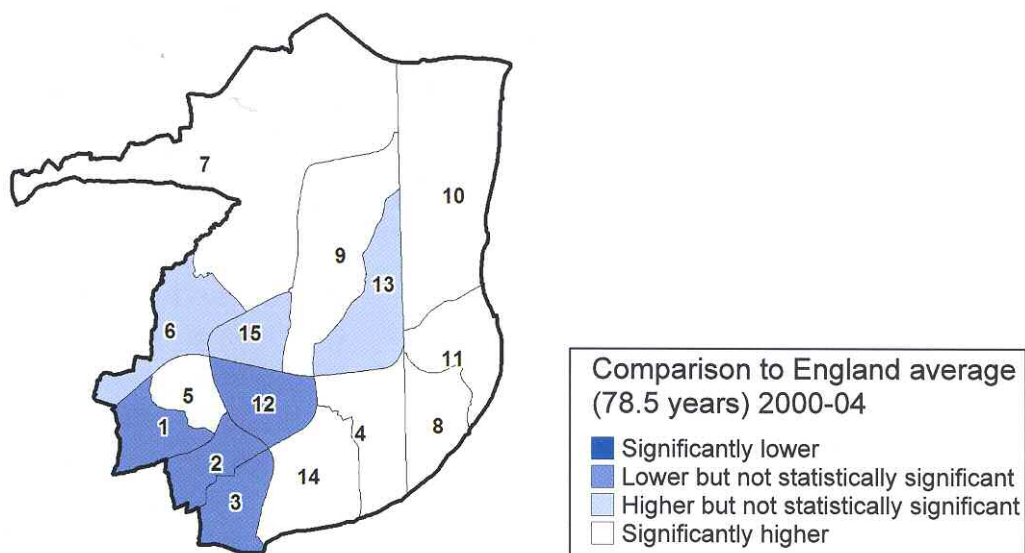 7
10
9
13
6
15
11
5
12
1
4
8
2
14
3
Comparison to England average
(78.5 years) 2000-04
Significantly lower
Lower but not statistically significant
Higher but not statistically significant
Significantly higher